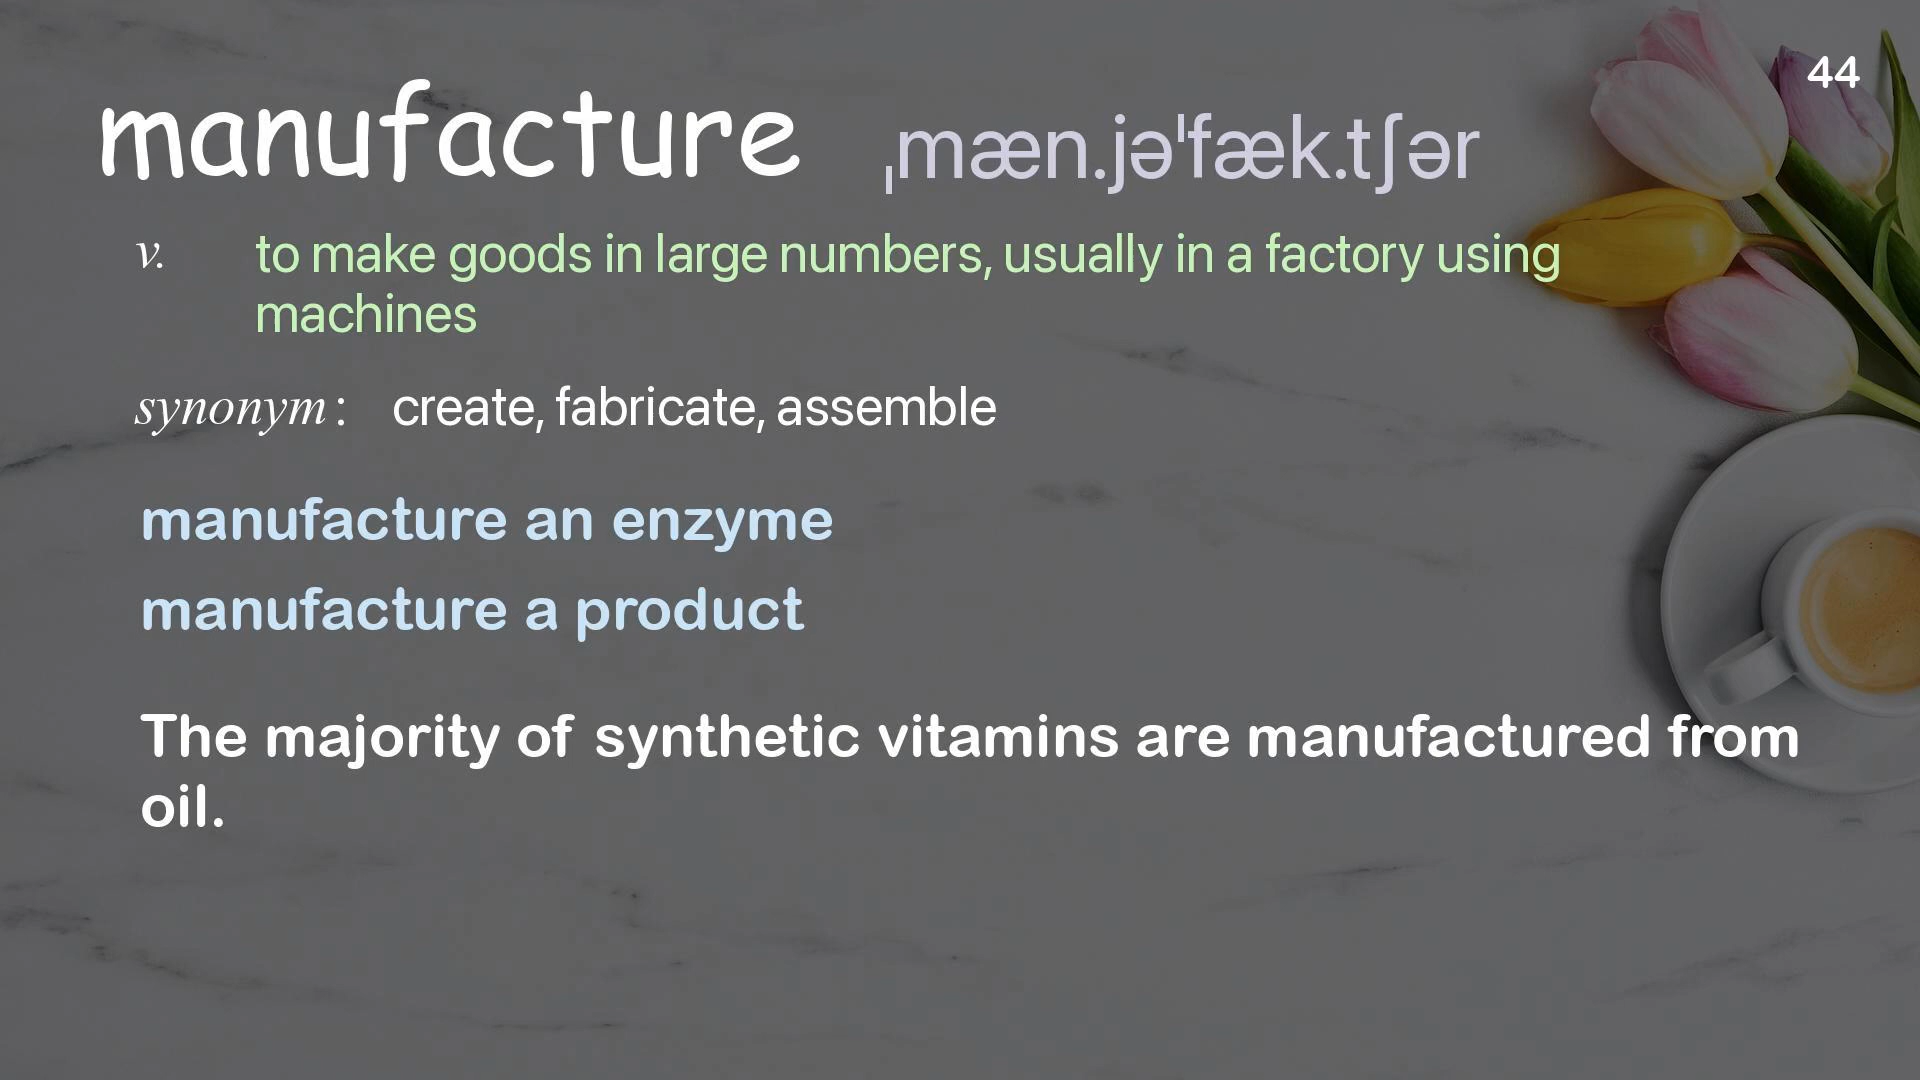 44
manufacture ˌmæn.jəˈfæk.tʃər
v. to make goods in large numbers, usually in a factory using
machines
synonym : create, fabricate, assemble
manufacture an enzyme
manufacture a product
The majority of synthetic vitamins are manufactured from
oil.